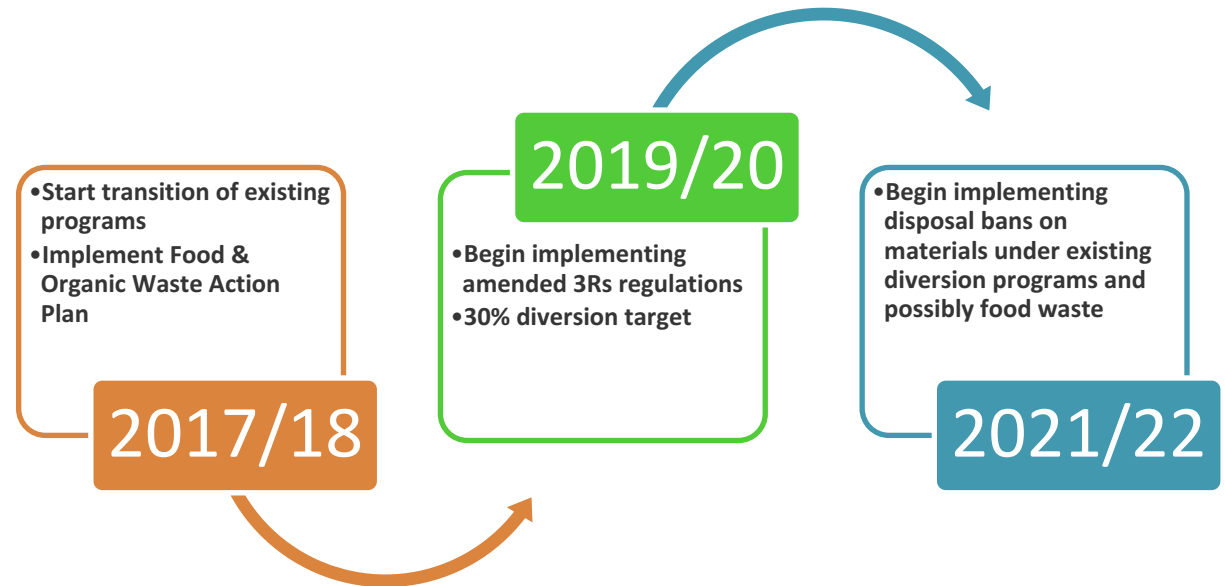 •Start transition of existing
programs
•Implement Food &
Organic Waste Action
Plan
2017/18
2019/20
•Begin implementing
amended 3Rs regulations
•30% diversion target
•Begin implementing
disposal bans on
materials under existing
diversion programs and
possibly food waste
2021/22